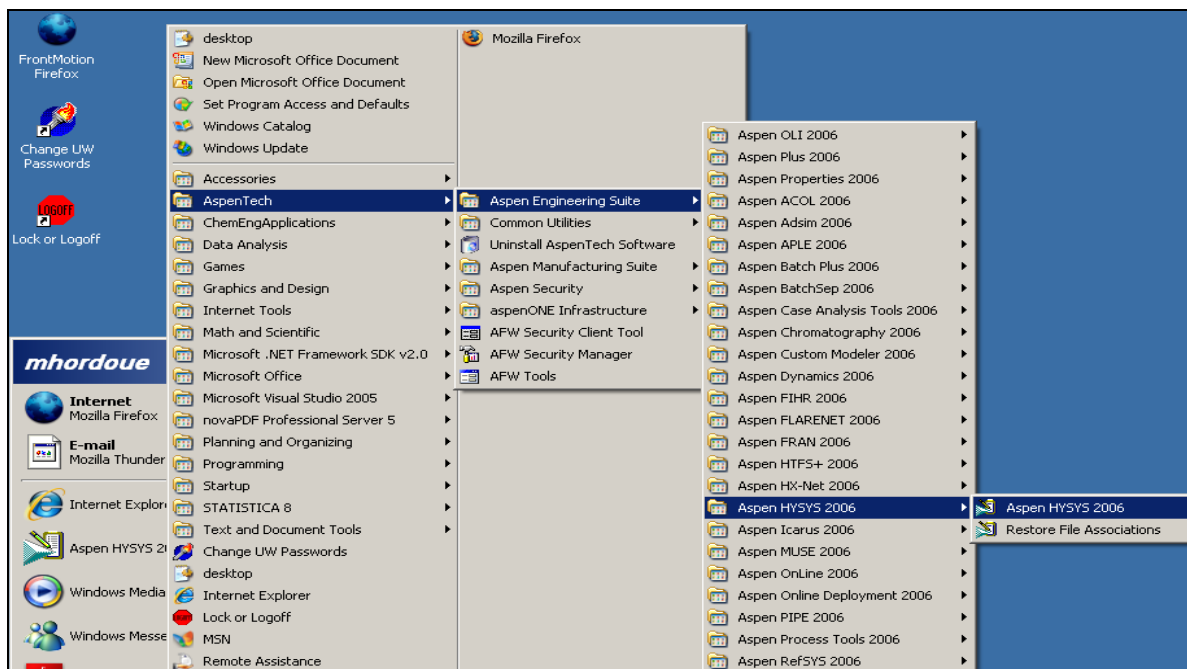 FrontMotion
Firefox
Change UW
Passwords
LOGOFF
Lock or Logoff
mhordoue
Internet
Mozilla Firefox
E-mail
Mozilla Thunder
Internet Explor
Aspen HYSYS 2
Windows Media
Windows Messe
desktop
New Microsoft Office Document
Open Microsoft Office Document
Set Program Access and Defaults
Windows Catalog
Windows Update
Accessories
AspenTech
ChemEngApplications
Data Analysis
Games
Graphics and Design
Internet Tools
Math and Scientific
Microsoft .NET Framework SDK v2.0
Microsoft Office
Microsoft Visual Studio 2005
novaPDF Professional Server 5
Planning and Organizing
Programming
Startup
STATISTICA 8
Text and Document Tools
Change UW Passwords
desktop
Internet Explorer
Lock or Logoff
MSN
Remote Assistance
Mozilla Firefox
Aspen Engineering Suite
Common Utilities
Uninstall AspenTech Software
Aspen Manufacturing Suite
Aspen Security
aspenONE Infrastructure
AFW Security Client Tool
AFW Security Manager
AFW Tools
Aspen OLI 2006
Aspen Plus 2006
Aspen Properties 2006
Aspen ACOL 2006
Aspen Adsim 2006
Aspen APLE 2006
Aspen Batch Plus 2006
Aspen BatchSep 2006
Aspen Case Analysis Tools 2006
Aspen Chromatography 2006
Aspen Custom Modeler 2006
Aspen Dynamics 2006
Aspen FIHR 2006
Aspen FLARENET 2006
Aspen FRAN 2006
Aspen HTFS+ 2006
Aspen HX-Net 2006
Aspen HYSYS 2006
Aspen Icarus 2006
Aspen MUSE 2006
Aspen OnLine 2006
Aspen Online Deployment 2006
Aspen PIPE 2006
Aspen Process Tools 2006
Aspen RefSYS 2006
Aspen HYSYS 2006
Restore File Associations